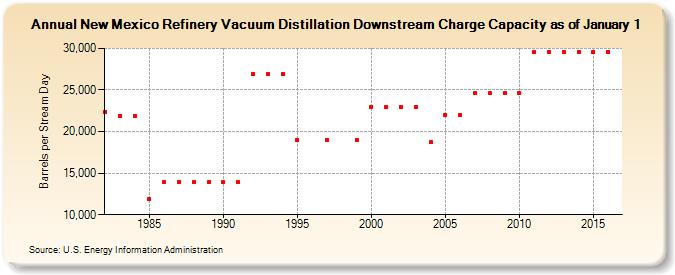 Annual New Mexico Refinery Vacuum Distillation Downstream Charge Capacity as of January 1
Barrels per Stream Day
30,000
25,000
20,000
15,000
10,000
1985 1990 1995 2000 2005 2010 2015
Source: U.S. Energy Information Administration